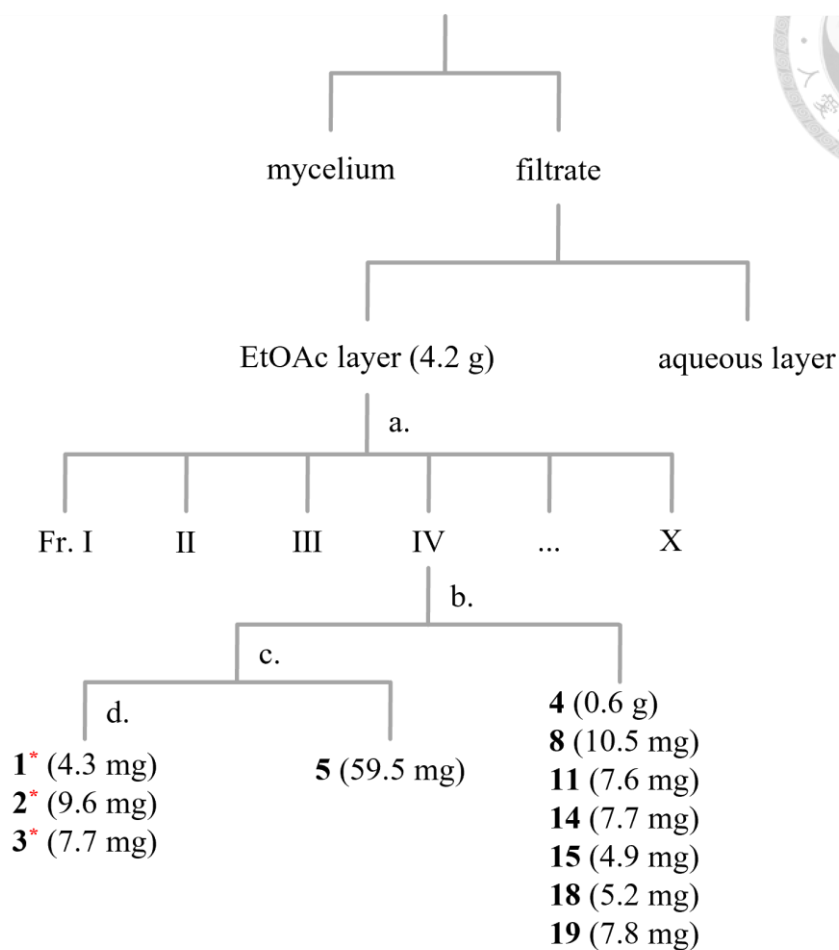 mycelium filtrate
EtOAc layer (4.2 g) aqueous layer
a.
Fr. I II III IV ... X
b.
c.
d.
1* (4.3 mg)
2* (9.6 mg)
3* (7.7 mg)
5 (59.5 mg)
4 (0.6 g)
8 (10.5 mg)
11 (7.6 mg)
14 (7.7 mg)
15 (4.9 mg)
18 (5.2 mg)
19 (7.8 mg)
人
愛